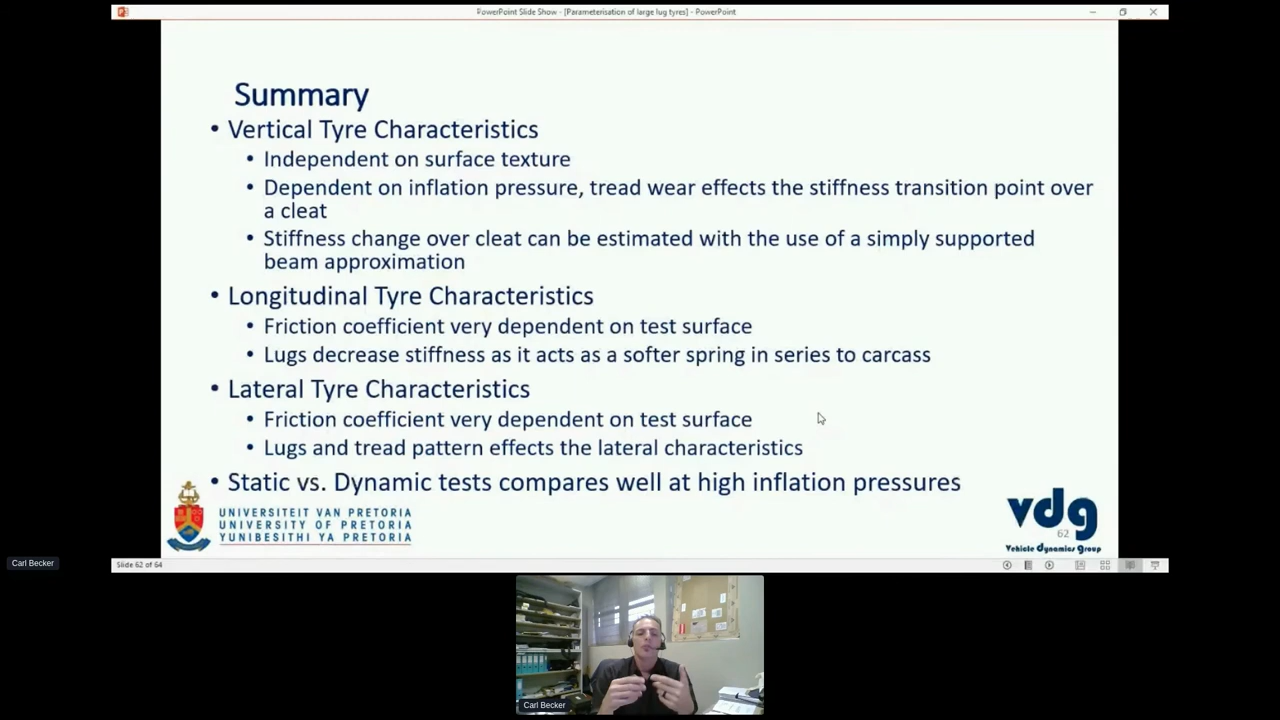 PowerPoint Slide Show - [Parameterisation of large lug tyres] - PowerPoint
Summary
• Vertical Tyre Characteristics
• Independent on surface texture
• Dependent on inflation pressure, tread wear effects the stiffness transition point over
a cleat
• Stiffness change over cleat can be estimated with the use of a simply supported
beam approximation
• Longitudinal Tyre Characteristics
• Friction coefficient very dependent on test surface
• Lugs decrease stiffness as it acts as a softer spring in series to carcass
• Lateral Tyre Characteristics
• Friction coefficient very dependent on test surface
• Lugs and tread pattern effects the lateral characteristics
• Static vs. Dynamic tests compares well at high inflation pressures
UNIVERSITEIT VAN PRETORIA
UNIVERSITY OF PRETORIA
YUNIBESITHI YA PRETORIA
vdg
62
Vehicle Dynamics Group
Carl Becker
Slide 62 of 64
Carl Becker